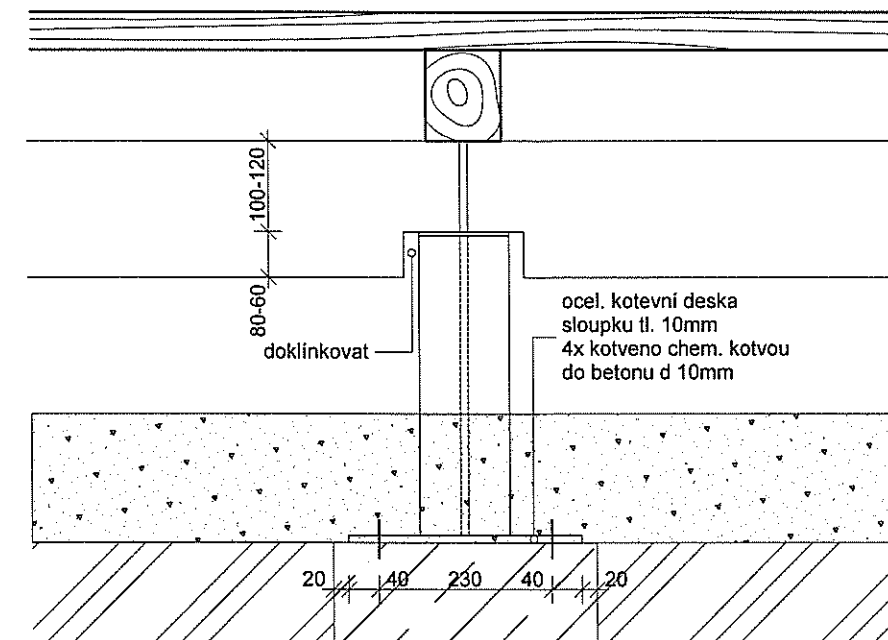 100-120
80-60
doklínkovat
ocel. kotevní deska
sloupku tl. 10mm
4x kotveno chem. kotvou
do betonu d 10mm
20 40 230 40 20